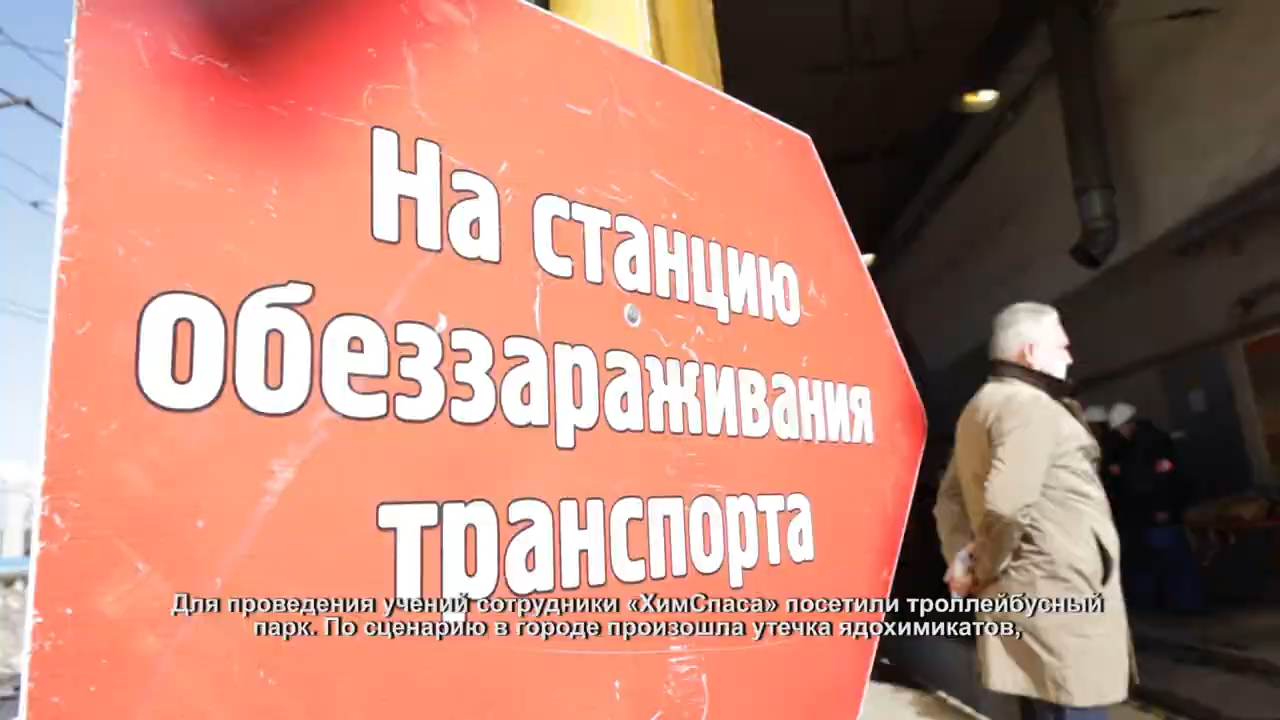 На станцию
обеззараживания
транспорта
Для проведения учений сотрудники «ХимСпаса» посетили троллейбусный
парк. По сценарию в городе произошла утечка ядохимикатов,